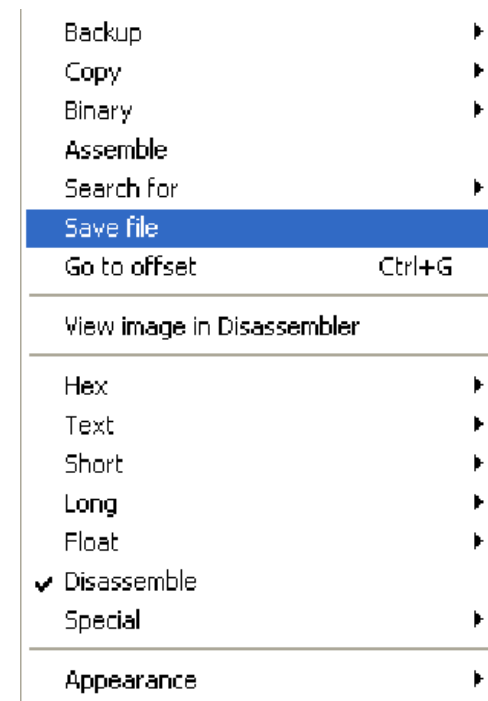 Backup
Copy
Binary
Assemble
Search for
Save file
Go to offset Ctrl+G
View image in Disassembler
Hex
Text
Short
Long
Float
Disassemble
Special
Appearance